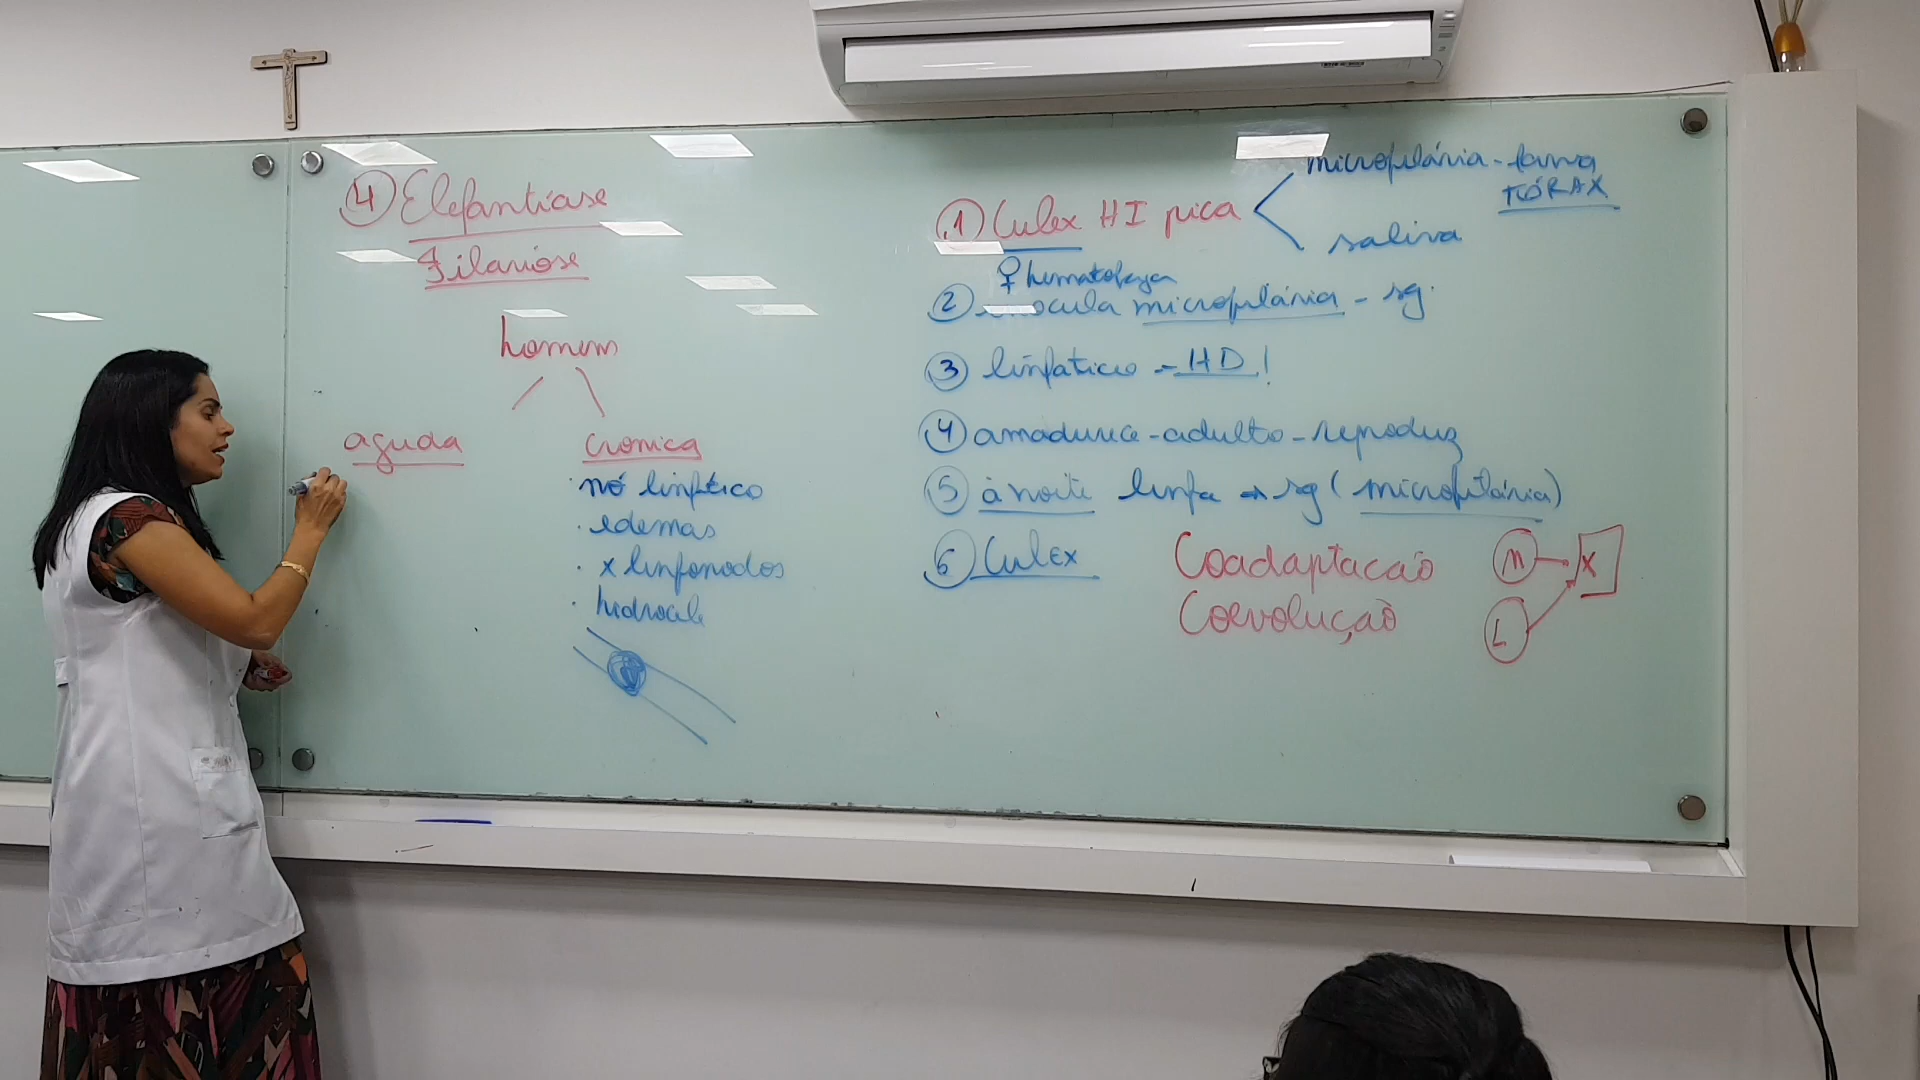 4 Elefantíase
Filariose
homem
aguda
crônica
· nó linfático
· edemas
· x linfonodos
· hidrocele
1 Culex HI pica
microfilária - larva
TÓRAX
saliva
♀ hematofaga
2 inocula microfilária - sg.
3 linfático - HD!
4 amadurece - adulto - reproduz
5 à noite linfa → sg (microfilária)
6 Culex
Coadaptação
Coevolução
M
X
L